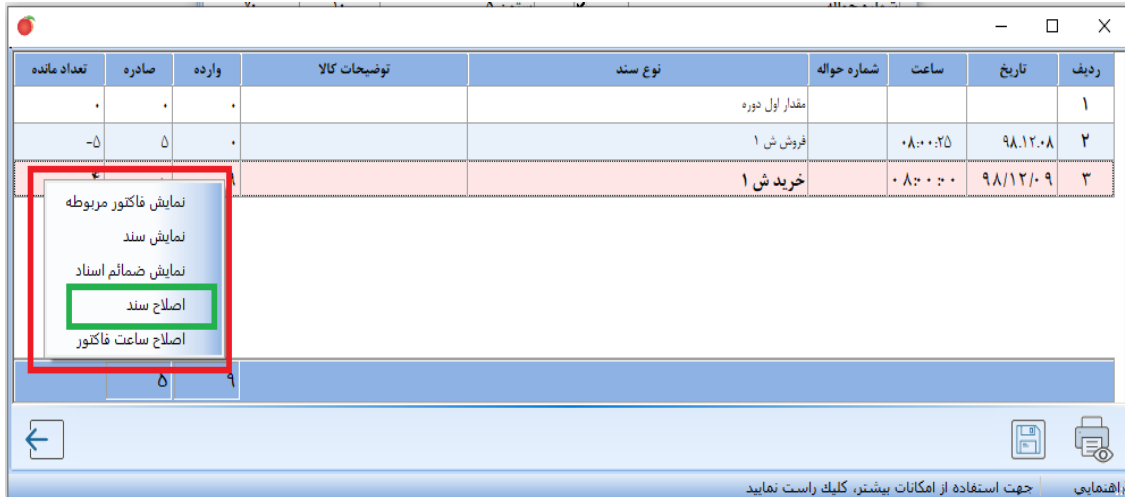 ردیف تاریخ ساعت شماره حواله نوع سند توضیحات کالا وارده صادره تعداد مانده
۱ مقدار اول دوره ۰ ۰ ۰
۲ ۹۸.۱۲.۰۸ ۰۸:۰۰:۲۵ فروش ش ۱ ۰ ۵ -۵
۳ ۹۸/۱۲/۰۹ ۰۸:۰۰:۰۰ خرید ش ۱ ۹ ۴
نمایش فاکتور مربوطه
نمایش سند
نمایش ضمائم اسناد
اصلاح سند
اصلاح ساعت فاکتور
۹ ۵
راهنمایی جهت استفاده از امکانات بیشتر، کلیك راست نمایید